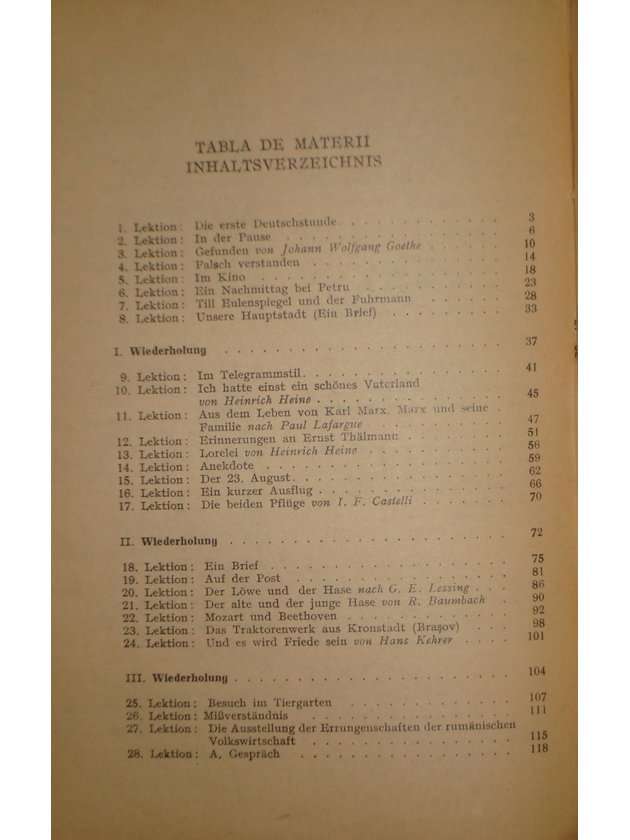 TABLA DE MATERII
INHALTSVERZEICHNIS
1. Lektion: Die erste Deutschstunde . . . . . . . . . . . . 3
2. Lektion: In der Pause . . . . . . . . . . . . . . . . 6
3. Lektion: Gefunden von Johann Wolfgang Goethe . . . . . . 10
4. Lektion: Falsch verstanden . . . . . . . . . . . . . . 14
5. Lektion: Im Kino . . . . . . . . . . . . . . . . . . 18
6. Lektion: Ein Nachmittag bei Petru . . . . . . . . . . . 23
7. Lektion: Till Eulenspiegel und der Fuhrmann . . . . . . . 28
8. Lektion: Unsere Hauptstadt (Ein Brief) . . . . . . . . . 33
I. Wiederholung . . . . . . . . . . . . . . . . . . . . 37
9. Lektion: Im Telegrammstil . . . . . . . . . . . . . . 41
10. Lektion: Ich hatte einst ein schönes Vaterland
von Heinrich Heine . . . . . . . . . . . . . . 45
11. Lektion: Aus dem Leben von Karl Marx. Marx und seine .
Familie nach Paul Lafargue . . . . . . . . . . . 47
12. Lektion: Erinnerungen an Ernst Thälmann . . . . . . . . 51
13. Lektion: Lorelei von Heinrich Heine . . . . . . . . . . 56
14. Lektion: Anekdote . . . . . . . . . . . . . . . . . 59
15. Lektion: Der 23. August . . . . . . . . . . . . . . . 62
16. Lektion: Ein kurzer Ausflug . . . . . . . . . . . . . 66
17. Lektion: Die beiden Pflüge von I. F. Castelli . . . . . . 70
II. Wiederholung . . . . . . . . . . . . . . . . . . . 72
18. Lektion: Ein Brief . . . . . . . . . . . . . . . . . 75
19. Lektion: Auf der Post . . . . . . . . . . . . . . . . 81
20. Lektion: Der Löwe und der Hase nach G. E. Lessing . . . 86
21. Lektion: Der alte und der junge Hase von R. Baumbach . 90
22. Lektion: Mozart und Beethoven . . . . . . . . . . . . 92
23. Lektion: Das Traktorenwerk aus Kronstadt (Brașov) . . . . 98
24. Lektion: Und es wird Friede sein von Hans Kehrer . . . . 101
III. Wiederholung . . . . . . . . . . . . . . . . . . . 104
25. Lektion: Besuch im Tiergarten . . . . . . . . . . . . 107
26. Lektion: Mißverständnis . . . . . . . . . . . . . . . 111
27. Lektion: Die Ausstellung der Errungenschaften der rumänischen
Volkswirtschaft . . . . . . . . . . . . . . . 115
28. Lektion: A, Gespräch . . . . . . . . . . . . . . . . 118